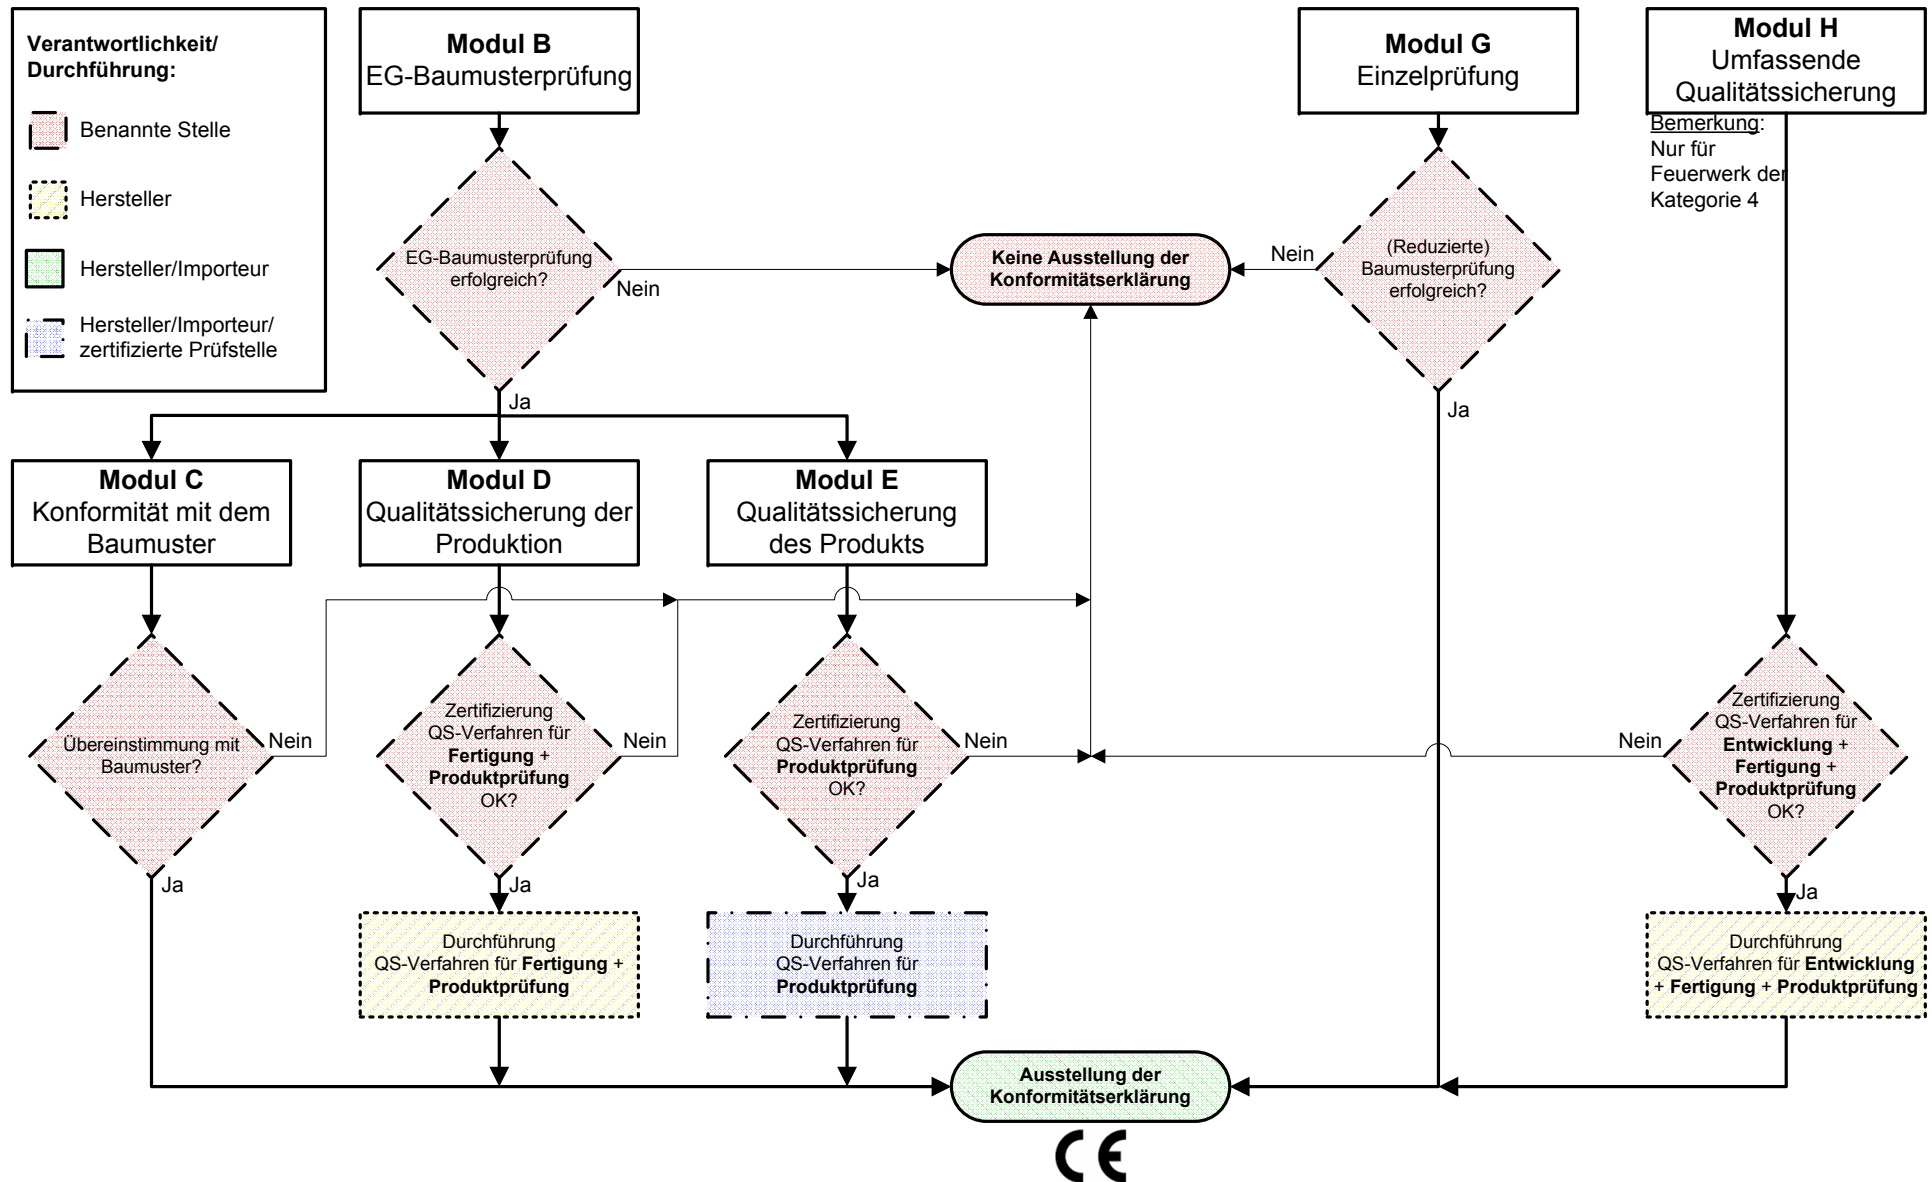 Verantwortlichkeit/
Durchführung:
Benannte Stelle
Hersteller
Hersteller/Importeur
Hersteller/Importeur/
zertifizierte Prüfstelle
Modul B
EG-Baumusterprüfung
Modul G
Einzelprüfung
Modul H
Umfassende
Qualitätssicherung
Bemerkung:
Nur für
Feuerwerk der
Kategorie 4
EG-Baumusterprüfung
erfolgreich?
Nein
Ja
Keine Ausstellung der
Konformitätserklärung
Nein
(Reduzierte)
Baumusterprüfung
erfolgreich?
Ja
Modul C
Konformität mit dem
Baumuster
Modul D
Qualitätssicherung der
Produktion
Modul E
Qualitätssicherung
des Produkts
Übereinstimmung mit
Baumuster?
Nein
Ja
Zertifizierung
QS-Verfahren für
Fertigung +
Produktprüfung
OK?
Nein
Ja
Zertifizierung
QS-Verfahren für
Produktprüfung
OK?
Nein
Ja
Nein
Zertifizierung
QS-Verfahren für
Entwicklung +
Fertigung +
Produktprüfung
OK?
Ja
Durchführung
QS-Verfahren für Fertigung +
Produktprüfung
Durchführung
QS-Verfahren für
Produktprüfung
Durchführung
QS-Verfahren für Entwicklung
+ Fertigung + Produktprüfung
Ausstellung der
Konformitätserklärung
CE